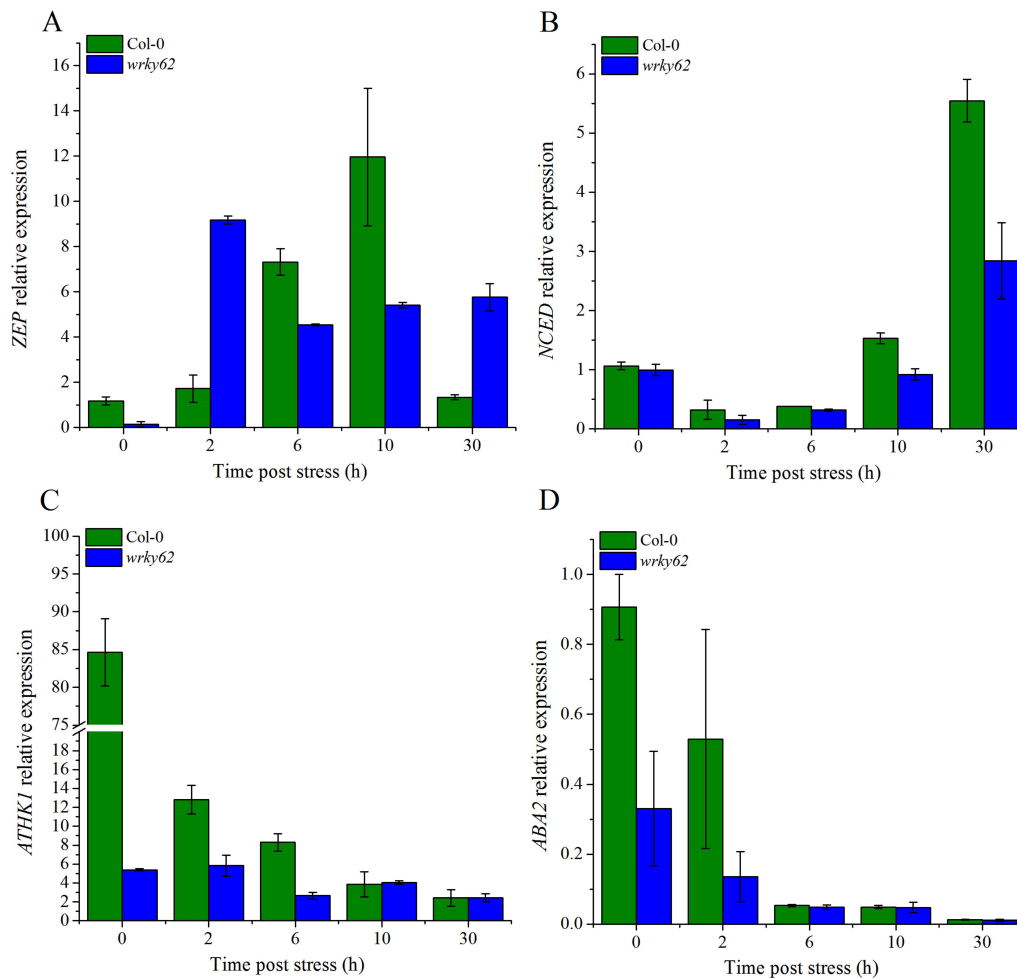 A
Col-0
wrky62
16
14
12
10
8
6
4
2
0
ZEP relative expression
0 2 6 10 30
Time post stress (h)
B
Col-0
wrky62
6
5
4
3
2
1
0
NCED relative expression
0 2 6 10 30
Time post stress (h)
C
Col-0
wrky62
100
95
90
85
80
75
18
16
14
12
10
8
6
4
2
0
ATHK1 relative expression
0 2 6 10 30
Time post stress (h)
D
Col-0
wrky62
1.0
0.8
0.6
0.4
0.2
0.0
ABA2 relative expression
0 2 6 10 30
Time post stress (h)